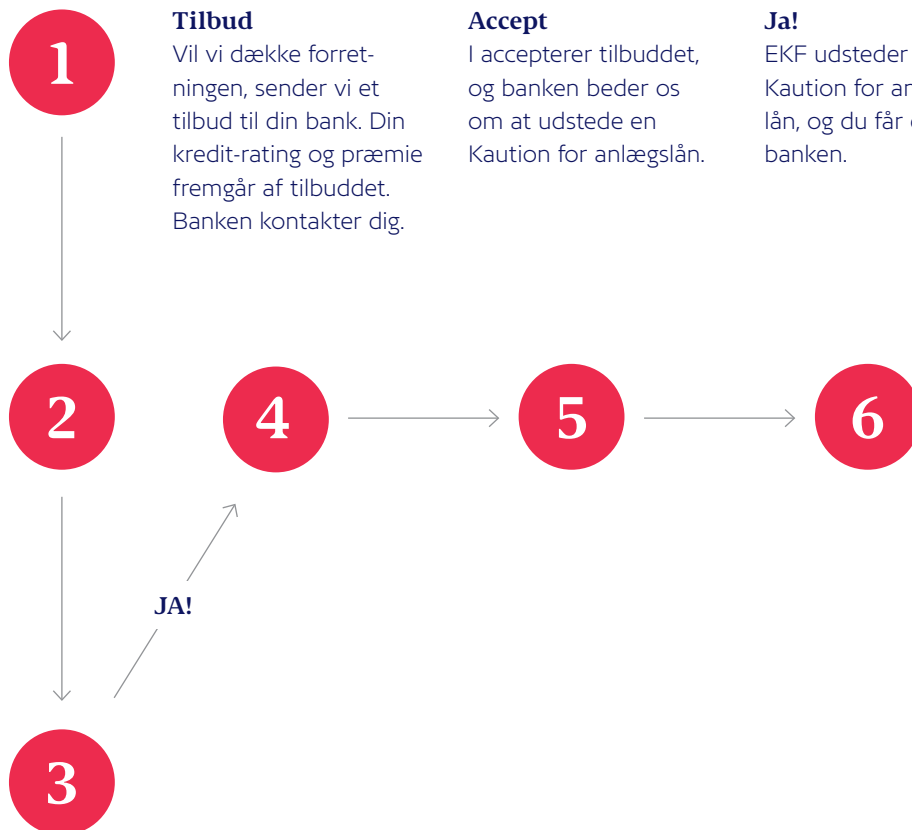 1
Tilbud
Vil vi dække forret-
ningen, sender vi et
tilbud til din bank. Din
kredit-rating og præmie
fremgår af tilbuddet.
Banken kontakter dig.
Accept
I accepterer tilbuddet,
og banken beder os
om at udstede en
Kaution for anlægslån.
Ja!
EKF udsteder
Kaution for
lån, og du får
banken.
2
4
5
6
JA!
3